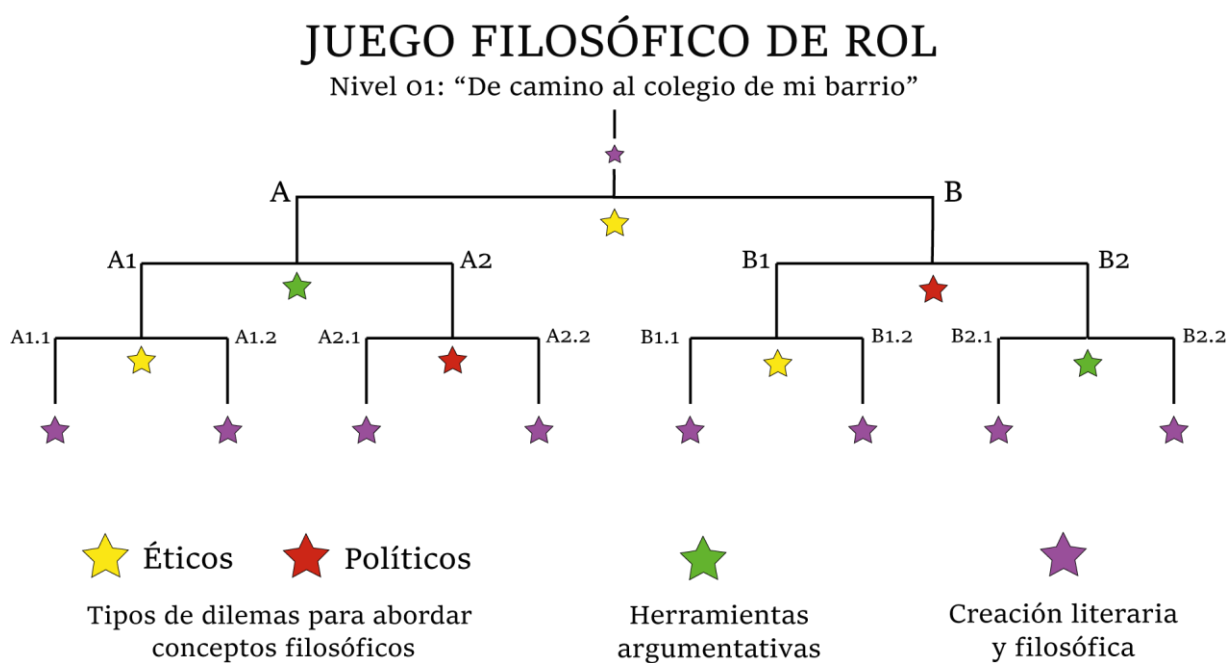 JUEGO FILOSÓFICO DE ROL
Nivel 01: “De camino al colegio de mi barrio”
A
B
A1
A2
B1
B2
A1.1
A1.2
A2.1
A2.2
B1.1
B1.2
B2.1
B2.2
Éticos
Políticos
Tipos de dilemas para abordar
conceptos filosóficos
Herramientas
argumentativas
Creación literaria
y filosófica